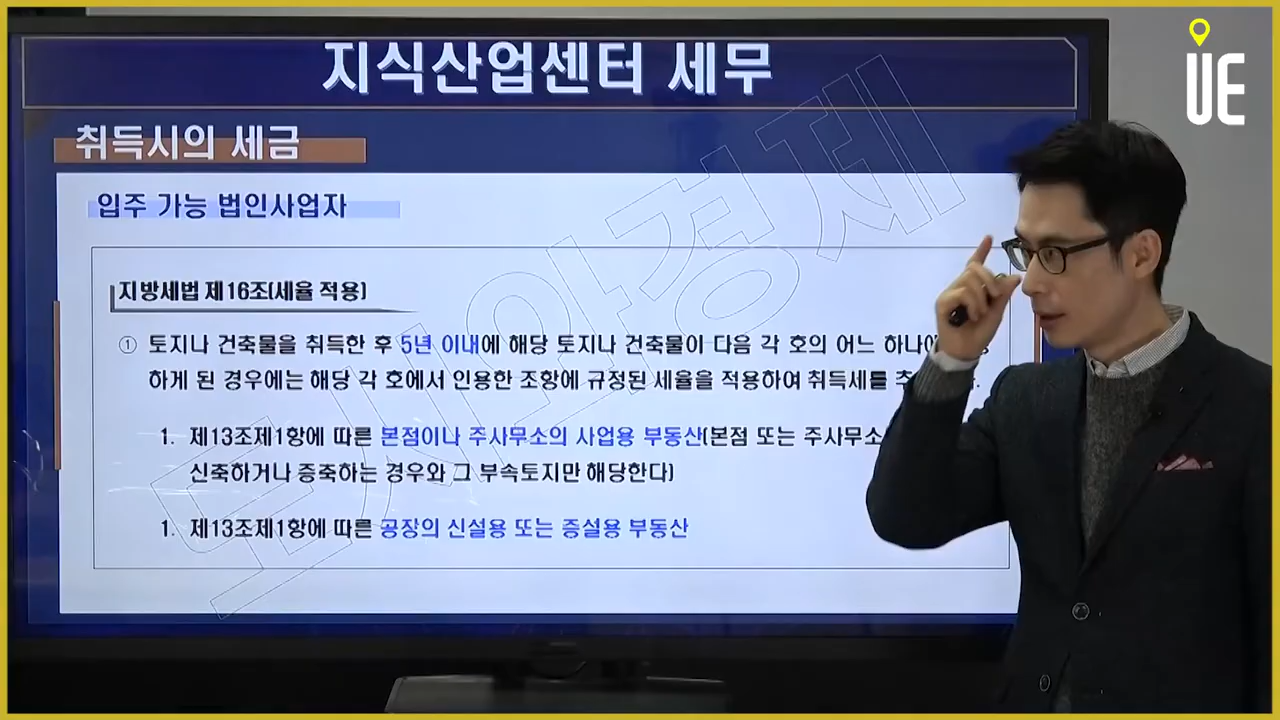 지식산업센터 세무
UE
취득시의 세금
입주 가능 법인사업자
지방세법 제16조(세율 적용)
① 토지나 건축물을 취득한 후 5년 이내에 해당 토지나 건축물이 다음 각 호의 어느 하나에
하게 된 경우에는 해당 각 호에서 인용한 조항에 규정된 세율을 적용하여 취득세를
1. 제13조제1항에 따른 본점이나 주사무소의 사업용 부동산(본점 또는 주사무소
신축하거나 증축하는 경우와 그 부속토지만 해당한다)
1. 제13조제1항에 따른 공장의 신설용 또는 증설용 부동산
도시와경제